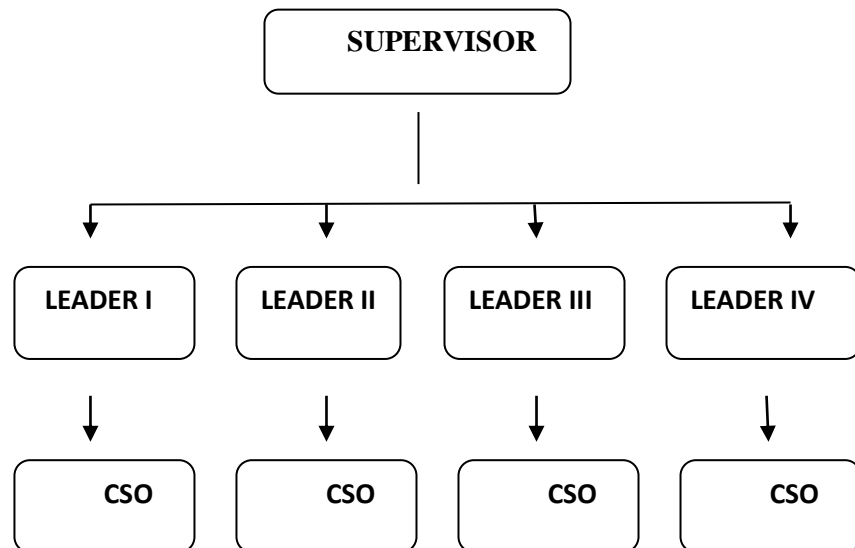 SUPERVISOR
LEADER I
LEADER II
LEADER III
LEADER IV
CSO
CSO
CSO
CSO